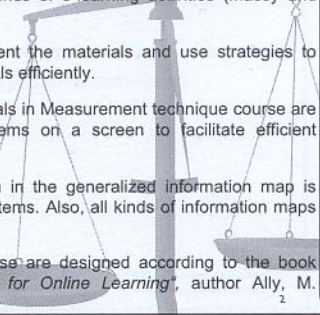 ent the materials and use strategies to
ls efficiently.
als in Measurement technique course are
ems on a screen to facilitate efficient
in the generalized information map is
tems. Also, all kinds of information maps
se are designed according to the book
for Online Learning", author Ally, M.
2